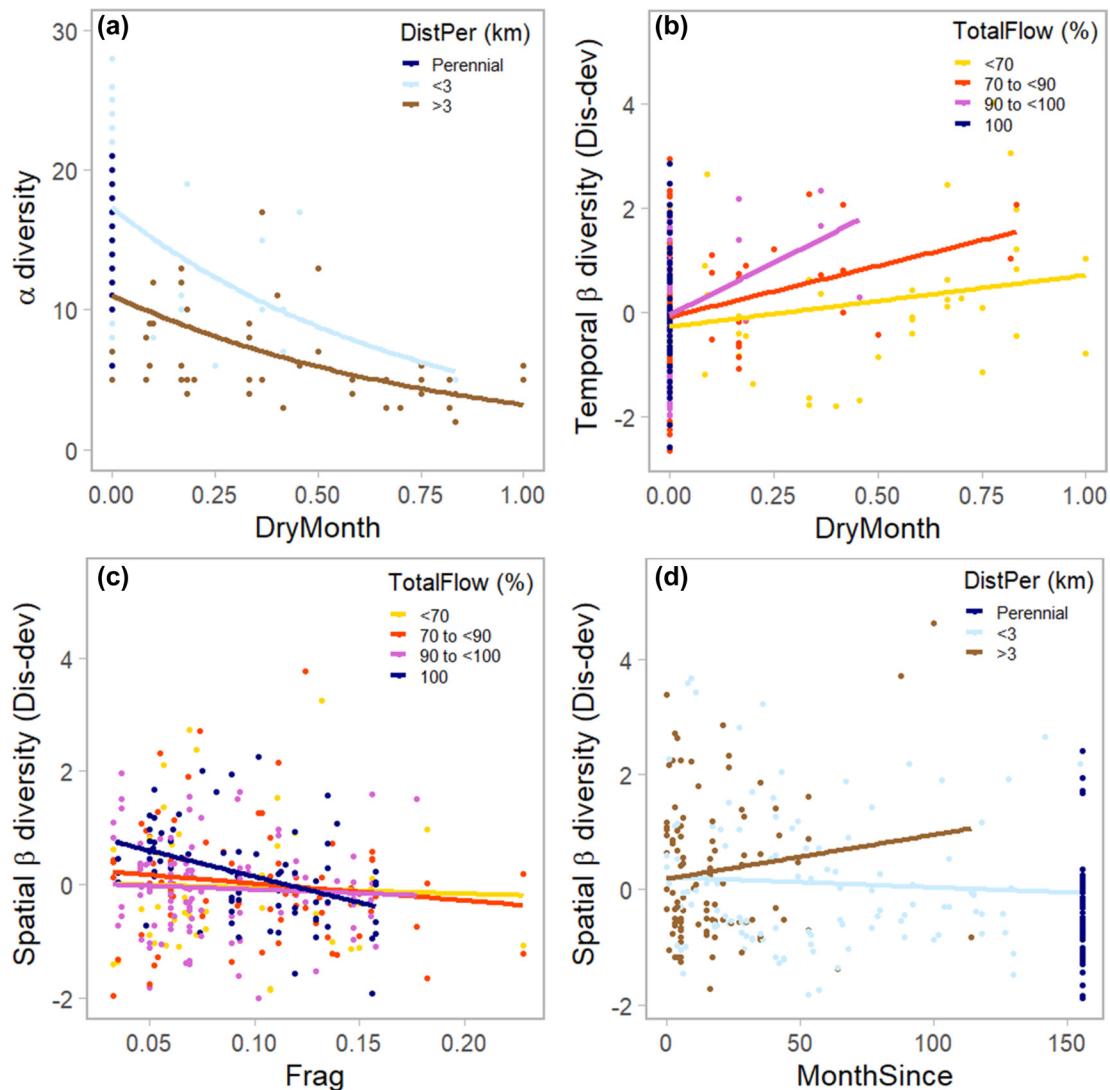 (a)
DistPer (km)
Perennial
<3
>3
30
20
10
0
α diversity
0.00 0.25 0.50 0.75 1.00
DryMonth
(b)
TotalFlow (%)
<70
70 to <90
90 to <100
100
4
2
0
-2
Temporal β diversity (Dis-dev)
0.00 0.25 0.50 0.75 1.00
DryMonth
(c)
TotalFlow (%)
<70
70 to <90
90 to <100
100
4
2
0
-2
Spatial β diversity (Dis-dev)
0.05 0.10 0.15 0.20
Frag
(d)
DistPer (km)
Perennial
<3
>3
4
2
0
-2
Spatial β diversity (Dis-dev)
0 50 100 150
MonthSince